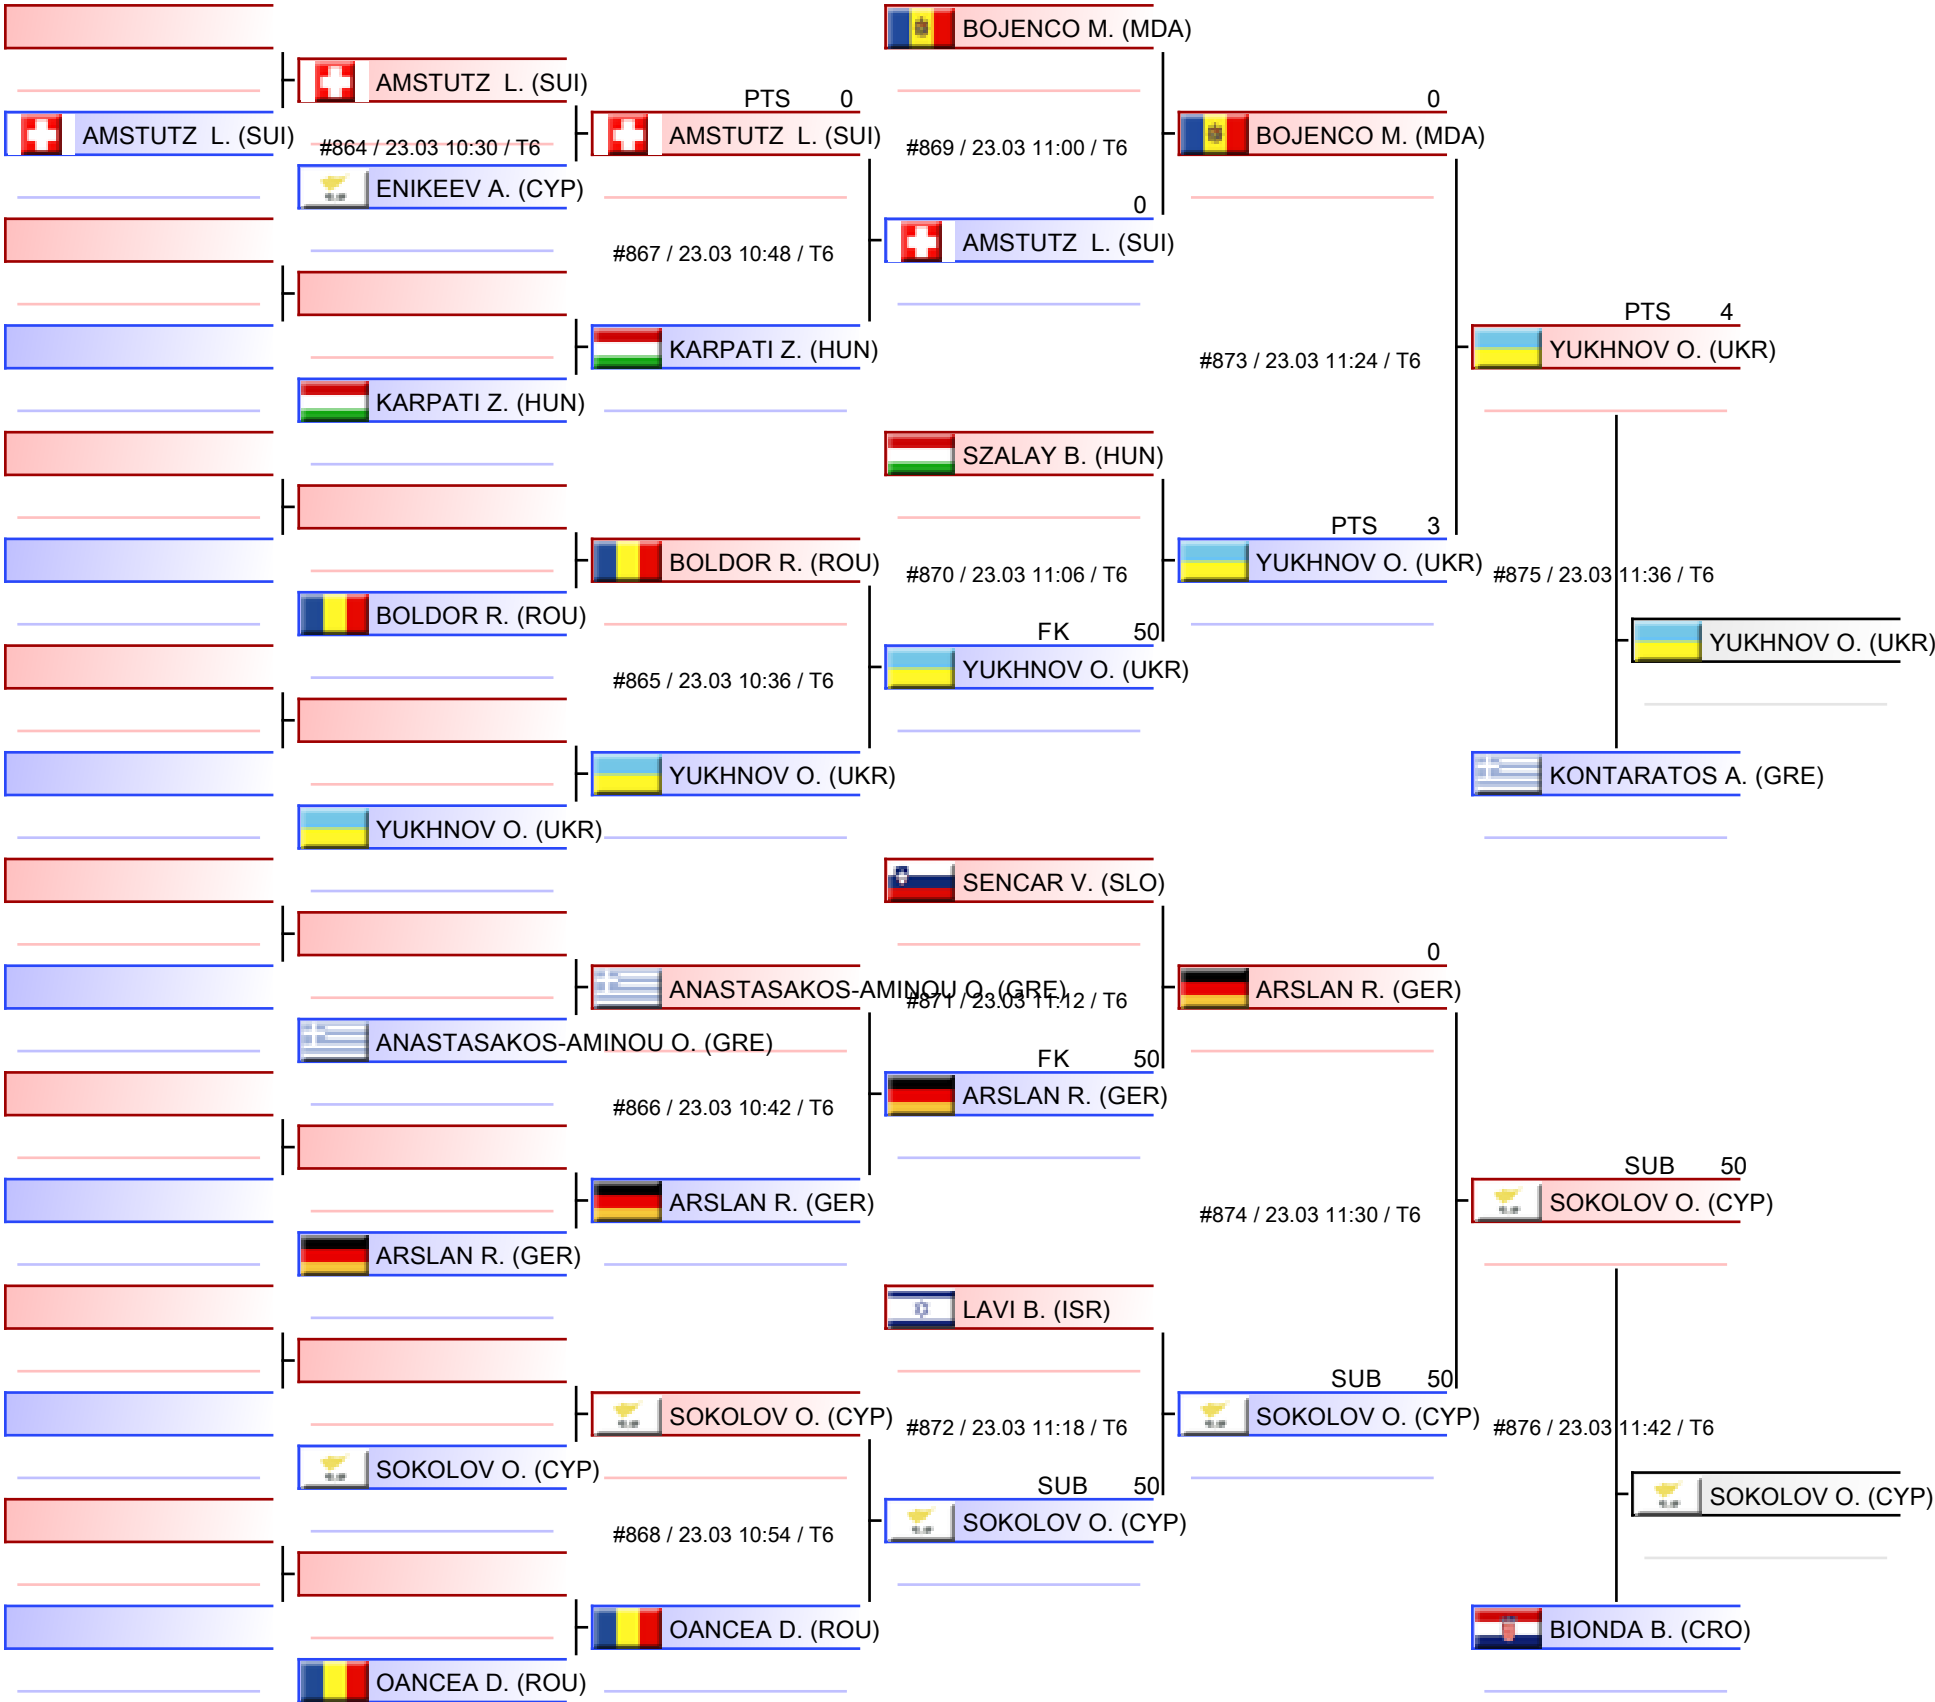 BOJENCO M. (MDA)
AMSTUTZ  L. (SUI)
PTS 0
0
AMSTUTZ  L. (SUI)
#864 / 23.03 10:30 / T6
AMSTUTZ  L. (SUI)
#869 / 23.03 11:00 / T6
BOJENCO M. (MDA)
ENIKEEV A. (CYP)
0
#867 / 23.03 10:48 / T6
AMSTUTZ  L. (SUI)
PTS 4
KARPATI Z. (HUN)
#873 / 23.03 11:24 / T6
YUKHNOV O. (UKR)
KARPATI Z. (HUN)
SZALAY B. (HUN)
PTS 3
BOLDOR R. (ROU)
#870 / 23.03 11:06 / T6
YUKHNOV O. (UKR)
#875 / 23.03 11:36 / T6
BOLDOR R. (ROU)
FK 50
YUKHNOV O. (UKR)
#865 / 23.03 10:36 / T6
YUKHNOV O. (UKR)
YUKHNOV O. (UKR)
KONTARATOS A. (GRE)
YUKHNOV O. (UKR)
SENCAR V. (SLO)
0
ANASTASAKOS-AMINOU O. (GRE)
#871 / 23.03 11:12 / T6
ARSLAN R. (GER)
ANASTASAKOS-AMINOU O. (GRE)
FK 50
#866 / 23.03 10:42 / T6
ARSLAN R. (GER)
SUB 50
ARSLAN R. (GER)
#874 / 23.03 11:30 / T6
SOKOLOV O. (CYP)
ARSLAN R. (GER)
LAVI B. (ISR)
SUB 50
SOKOLOV O. (CYP)
#872 / 23.03 11:18 / T6
SOKOLOV O. (CYP)
#876 / 23.03 11:42 / T6
SOKOLOV O. (CYP)
SUB 50
SOKOLOV O. (CYP)
#868 / 23.03 10:54 / T6
SOKOLOV O. (CYP)
OANCEA D. (ROU)
BIONDA B. (CRO)
OANCEA D. (ROU)